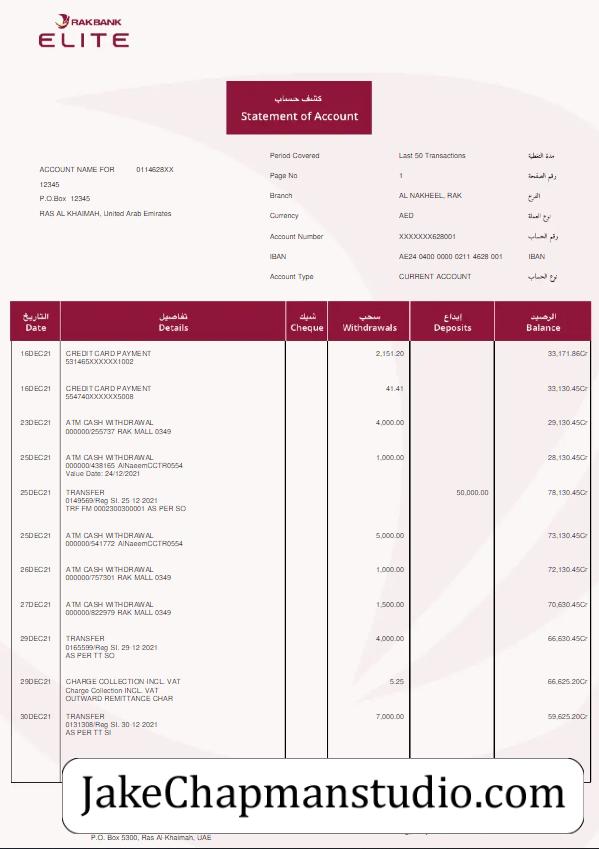 RAKBANK
ELITE
كشف حساب
Statement of Account
Period Covered Last 50 Transactions مدة التغطية
ACCOUNT NAME FOR 0114628XX
Page No 1 رقم الصفحة
12345
P.O.Box 12345
Branch AL NAKHEEL, RAK الفرع
RAS AL KHAIMAH, United Arab Emirates
Currency AED نوع العملة
Account Number XXXXXXX628001 رقم الحساب
IBAN AE24 0400 0000 0211 4628 001 IBAN
Account Type CURRENT ACCOUNT نوع الحساب
التاريخ تفاصيل شيك سحب إيداع الرصيد
Date Details Cheque Withdrawals Deposits Balance
16DEC21 CREDIT CARD PAYMENT 2,151.20 33,171.86Cr
531465XXXXXX1002
16DEC21 CREDIT CARD PAYMENT 41.41 33,130.45Cr
554740XXXXXX5008
23DEC21 ATM CASH WITHDRAWAL 4,000.00 29,130.45Cr
000000/255737 RAK MALL 0349
25DEC21 ATM CASH WITHDRAWAL 1,000.00 28,130.45Cr
000000/438165 AlNaeemCCTR0554
Value Date: 24/12/2021
25DEC21 TRANSFER 50,000.00 78,130.45Cr
0149569/Reg SI. 25-12-2021
TRF FM 0002300300001 AS PER SO
25DEC21 ATM CASH WITHDRAWAL 5,000.00 73,130.45Cr
000000/541772 AlNaeemCCTR0554
26DEC21 ATM CASH WITHDRAWAL 1,000.00 72,130.45Cr
000000/757301 RAK MALL 0349
27DEC21 ATM CASH WITHDRAWAL 1,500.00 70,630.45Cr
000000/822979 RAK MALL 0349
29DEC21 TRANSFER 4,000.00 66,630.45Cr
0165599/Reg SI. 29-12-2021
AS PER TT SO
29DEC21 CHARGE COLLECTION-INCL. VAT 5.25 66,625.20Cr
Charge Collection-INCL. VAT
OUTWARD REMITTANCE CHAR
30DEC21 TRANSFER 7,000.00 59,625.20Cr
0131308/Reg SI. 30-12-2021
AS PER TT SI
JakeChapmanstudio.com
P.O. Box 5300, Ras Al-Khaimah, UAE